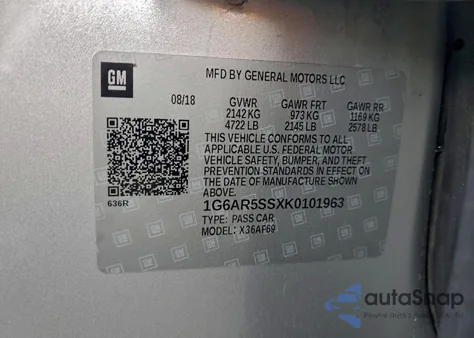 GM
MFD BY GENERAL MOTORS LLC
08/18 GVWR GAWR FRT GAWR RR
2142 KG 973 KG 1169 KG
4722 LB 2145 LB 2578 LB
THIS VEHICLE CONFORMS TO ALL
APPLICABLE U.S. FEDERAL MOTOR
VEHICLE SAFETY, BUMPER, AND THEFT
PREVENTION STANDARDS IN EFFECT ON
THE DATE OF MANUFACTURE SHOWN
ABOVE.
636R 1G6AR5SSXK0101963
TYPE: PASS CAR
MODEL: X36AF69
autoSnap